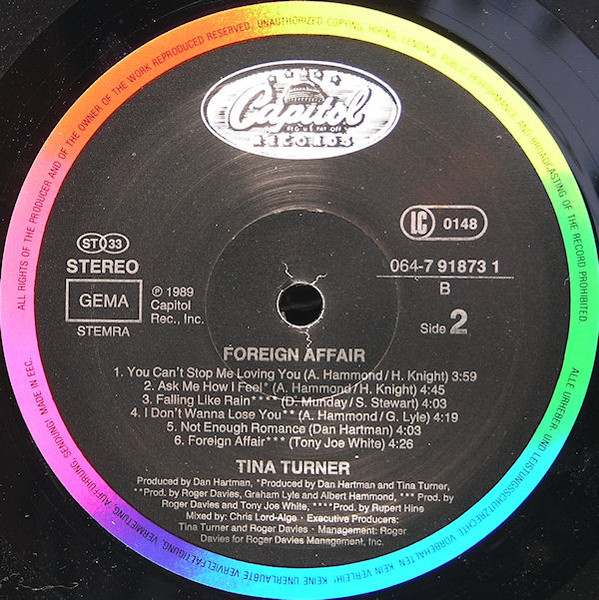 ALL RIGHTS OF THE PRODUCER AND OF THE OWNER OF THE WORK REPRODUCED RESERVED. UNAUTHORIZED COPYING, HIRING, LENDING, PUBLIC PERFORMANCE AND BROADCASTING OF THE RECORD PROHIBITED.
Capitol
REG. U.S. PAT. OFF.
RECORDS
LC 0148
ST 33
STEREO
GEMA
STEMRA
℗ 1989
Capitol
Rec., Inc.
064-7 91873 1
B
Side 2
FOREIGN AFFAIR
1. You Can't Stop Me Loving You (A. Hammond/H. Knight) 3:59
2. Ask Me How I Feel* (A. Hammond/H. Knight) 4:45
3. Falling Like Rain**** (D. Munday/S. Stewart) 4:03
4. I Don't Wanna Lose You** (A. Hammond/G. Lyle) 4:19
5. Not Enough Romance (Dan Hartman) 4:03
6. Foreign Affair*** (Tony Joe White) 4:26
TINA TURNER
Produced by Dan Hartman, *Produced by Dan Hartman and Tina Turner,
**Prod. by Roger Davies, Graham Lyle and Albert Hammond, *** Prod. by
Roger Davies and Tony Joe White, ****Prod. by Rupert Hine
Mixed by: Chris Lord-Alge - Executive Producers:
Tina Turner and Roger Davies - Management: Roger
Davies for Roger Davies Management, Inc.
ALLE URHEBER- UND LEISTUNGSSCHUTZRECHTE VORBEHALTEN KEIN VERLEIH! KEINE UNERLAUBTE VERVIELFÄLTIGUNG, VERMIETUNG, AUFFÜHRUNG, SENDUNG! MADE IN EEC.